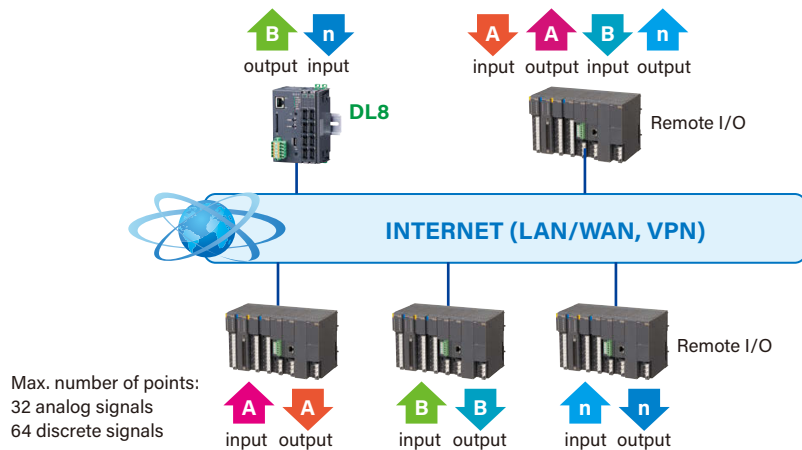 B n
output input
DL8
A A B n
input output input output
Remote I/O
INTERNET (LAN/WAN, VPN)
Remote I/O
Max. number of points:
32 analog signals
64 discrete signals
A A
input output
B B
input output
n n
input output